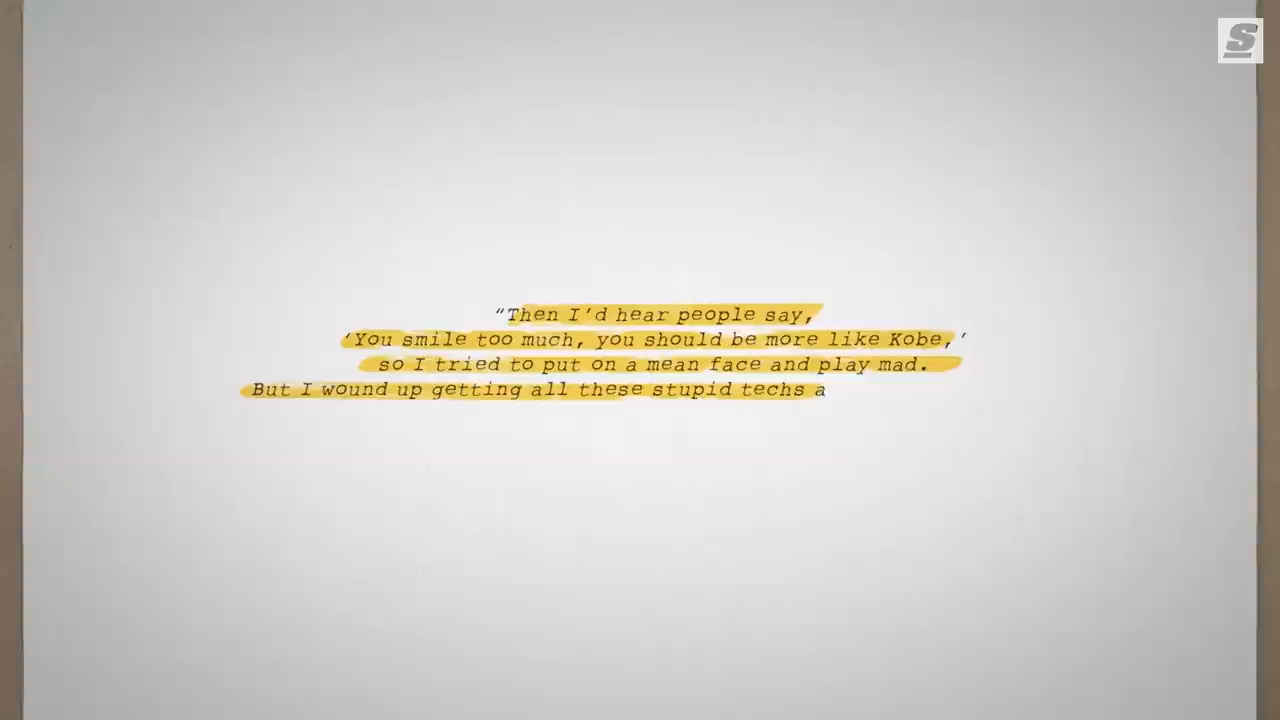 “Then I’d hear people say,
‘You smile too much, you should be more like Kobe,’
so I tried to put on a mean face and play mad.
But I wound up getting all these stupid techs a
S